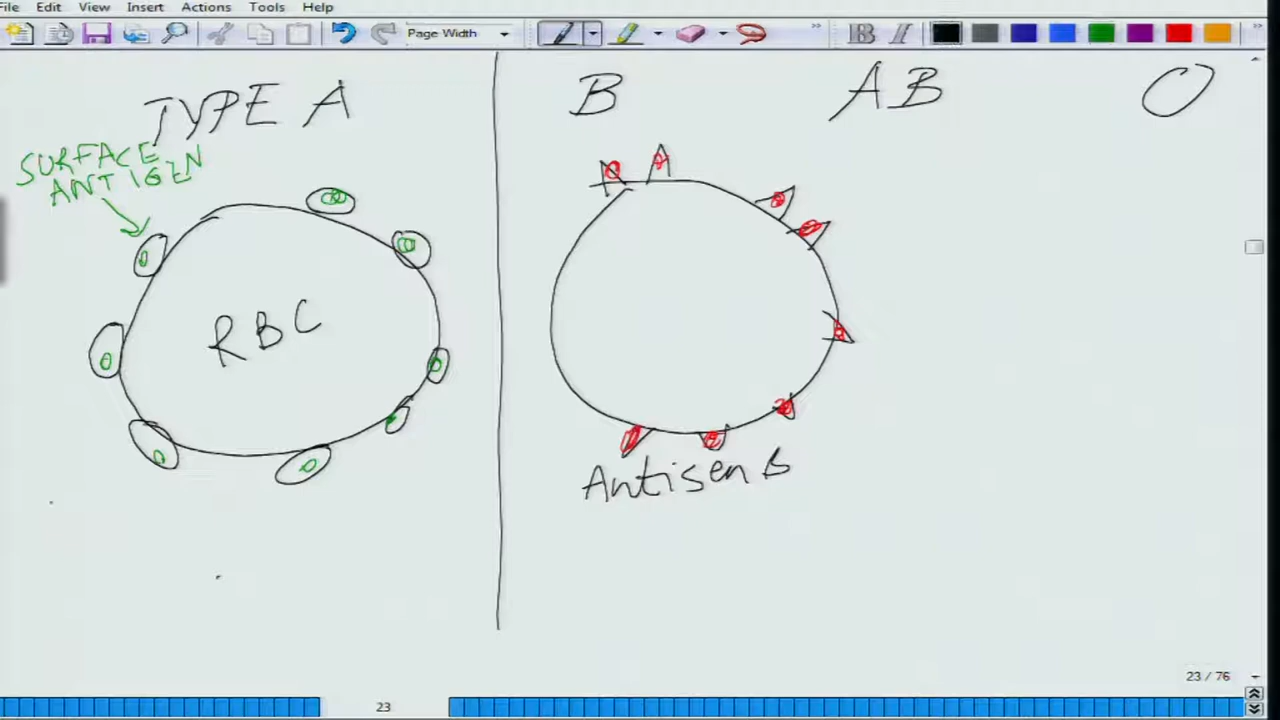 File Edit View Insert Actions Tools Help
Page Width
B I
TYPE A B AB O
SURFACE
ANTIGEN
RBC
Antigen B
23 / 76
23